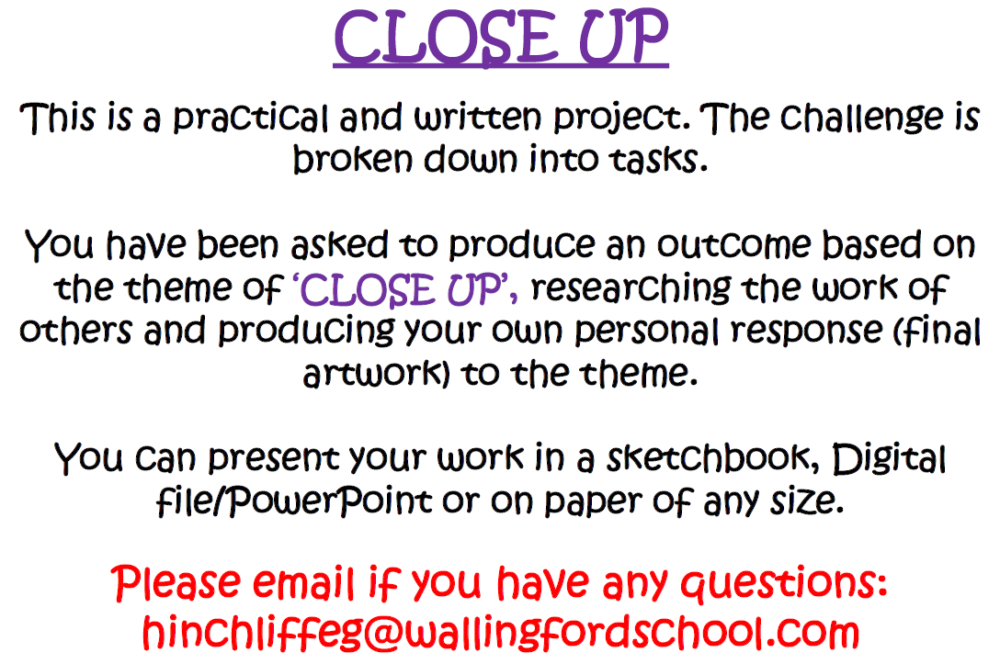 CLOSE UP
This is a practical and written project. The challenge is
broken down into tasks.
You have been asked to produce an outcome based on
the theme of ‘CLOSE UP’, researching the work of
others and producing your own personal response (final
artwork) to the theme.
You can present your work in a sketchbook, Digital
file/PowerPoint or on paper of any size.
Please email if you have any questions:
hinchliffeg@wallingfordschool.com